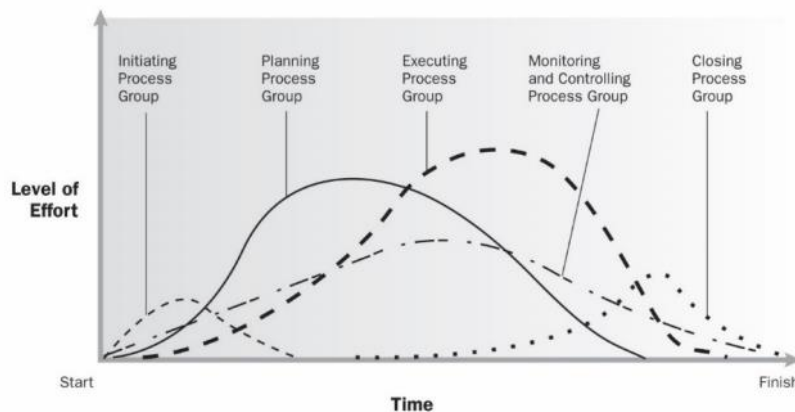 Initiating
Process
Group
Planning
Process
Group
Executing
Process
Group
Monitoring
and Controlling
Process Group
Closing
Process
Group
Level of
Effort
Start
Finish
Time